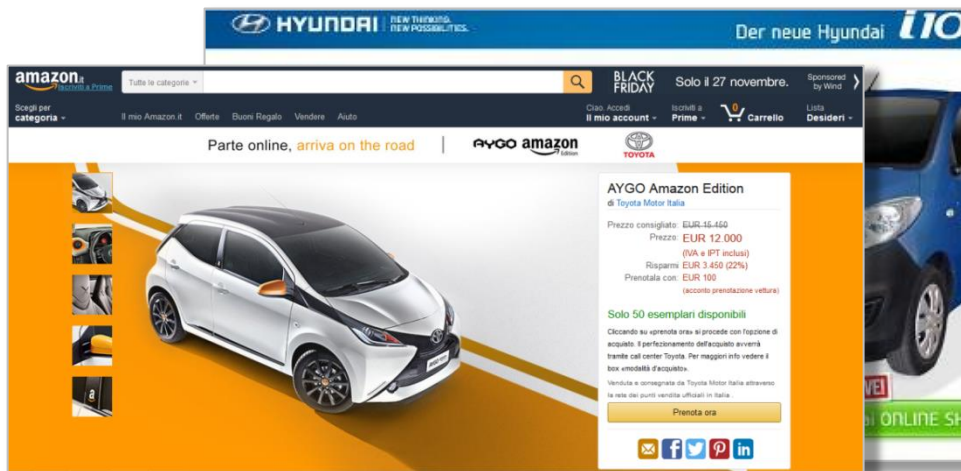 HYUNDAI NEW THINKING. NEW POSSIBILITIES.
Der neue Hyundai i10
amazon.it
Iscriviti a Prime
Tutte le categorie
BLACK FRIDAY
Solo il 27 novembre.
Sponsored by Wind
Scegli per
categoria
Il mio Amazon.it Offerte Buoni Regalo Vendere Aiuto
Ciao. Accedi
Il mio account
Iscriviti a
Prime
0
Carrello
Lista
Desideri
Parte online, arriva on the road
AYGO amazon Edition
TOYOTA
AYGO Amazon Edition
di Toyota Motor Italia
Prezzo consigliato: EUR 15.450
Prezzo: EUR 12.000
(IVA e IPT inclusi)
Risparmi EUR 3.450 (22%)
Prenotala con: EUR 100
(acconto prenotazione vettura)
Solo 50 esemplari disponibili
Cliccando su «prenota ora» si procede con l'opzione di
acquisto. Il perfezionamento dell'acquisto avverrà
tramite call center Toyota. Per maggiori info vedere il
box «modalità d'acquisto».
Venduta e consegnata da Toyota Motor Italia attraverso
la rete dei punti vendita ufficiali in Italia .
Prenota ora
a
ONLINE SH